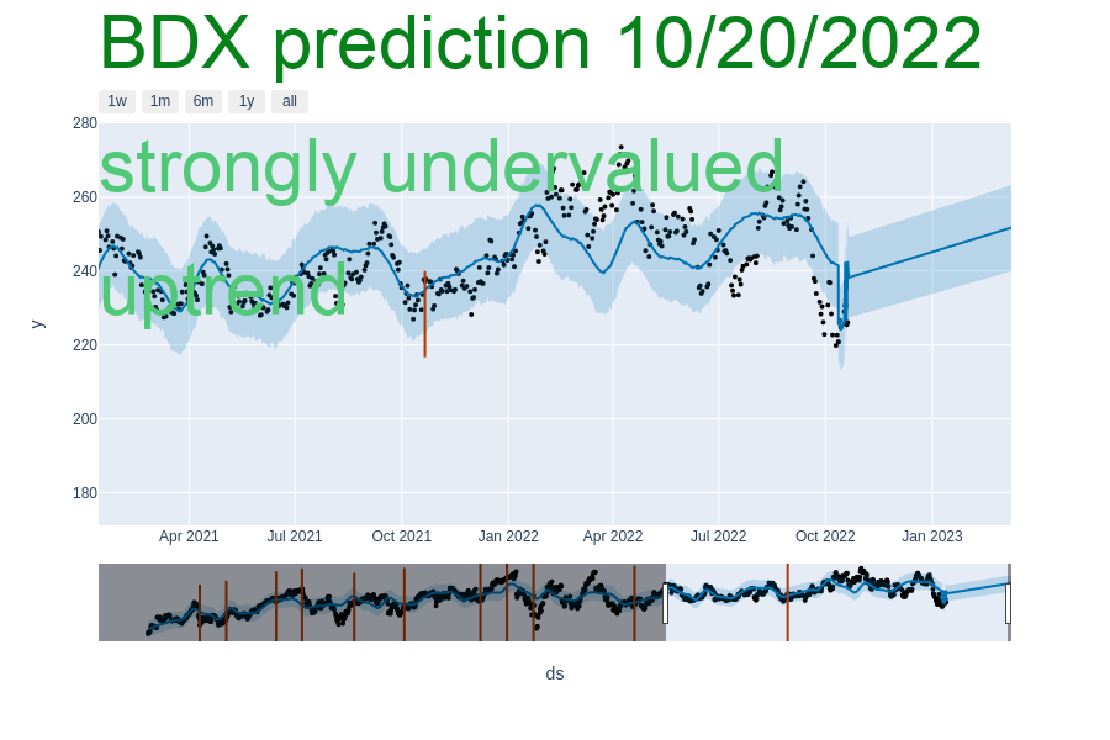 BDX prediction 10/20/2022
1w 1m 6m 1y all
280
strongly undervalued
260
240
uptrend
y
220
200
180
Apr 2021 Jul 2021 Oct 2021 Jan 2022 Apr 2022 Jul 2022 Oct 2022 Jan 2023
ds